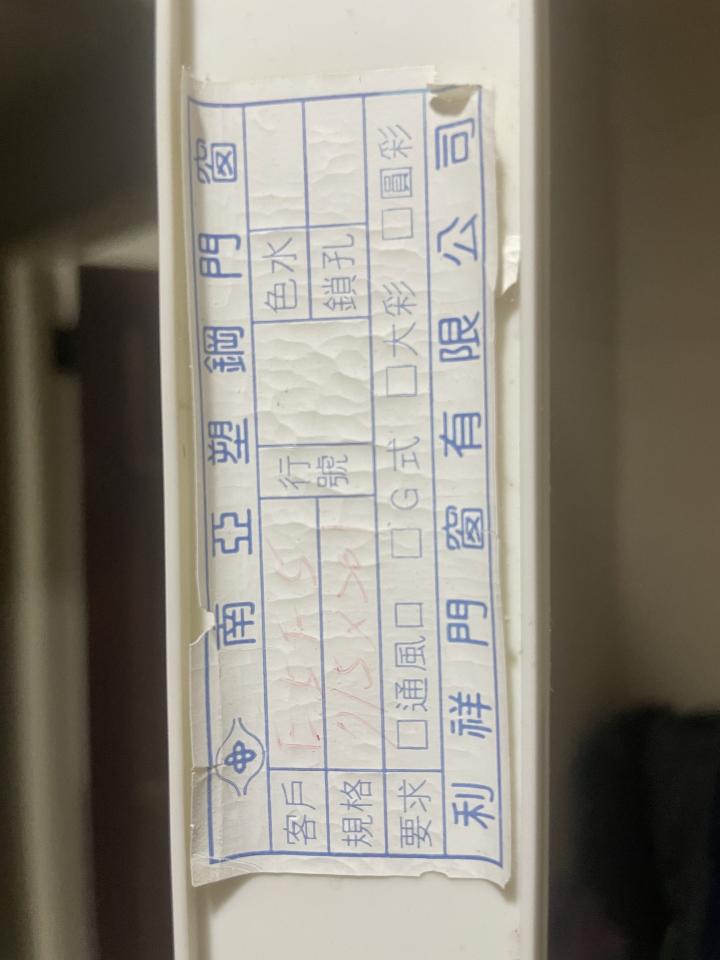 南亞塑鋼門窗
客戶 行號 色水
規格 鎖孔
要求 □通風口 □G式 □大彩 □圓彩
利祥門窗有限公司